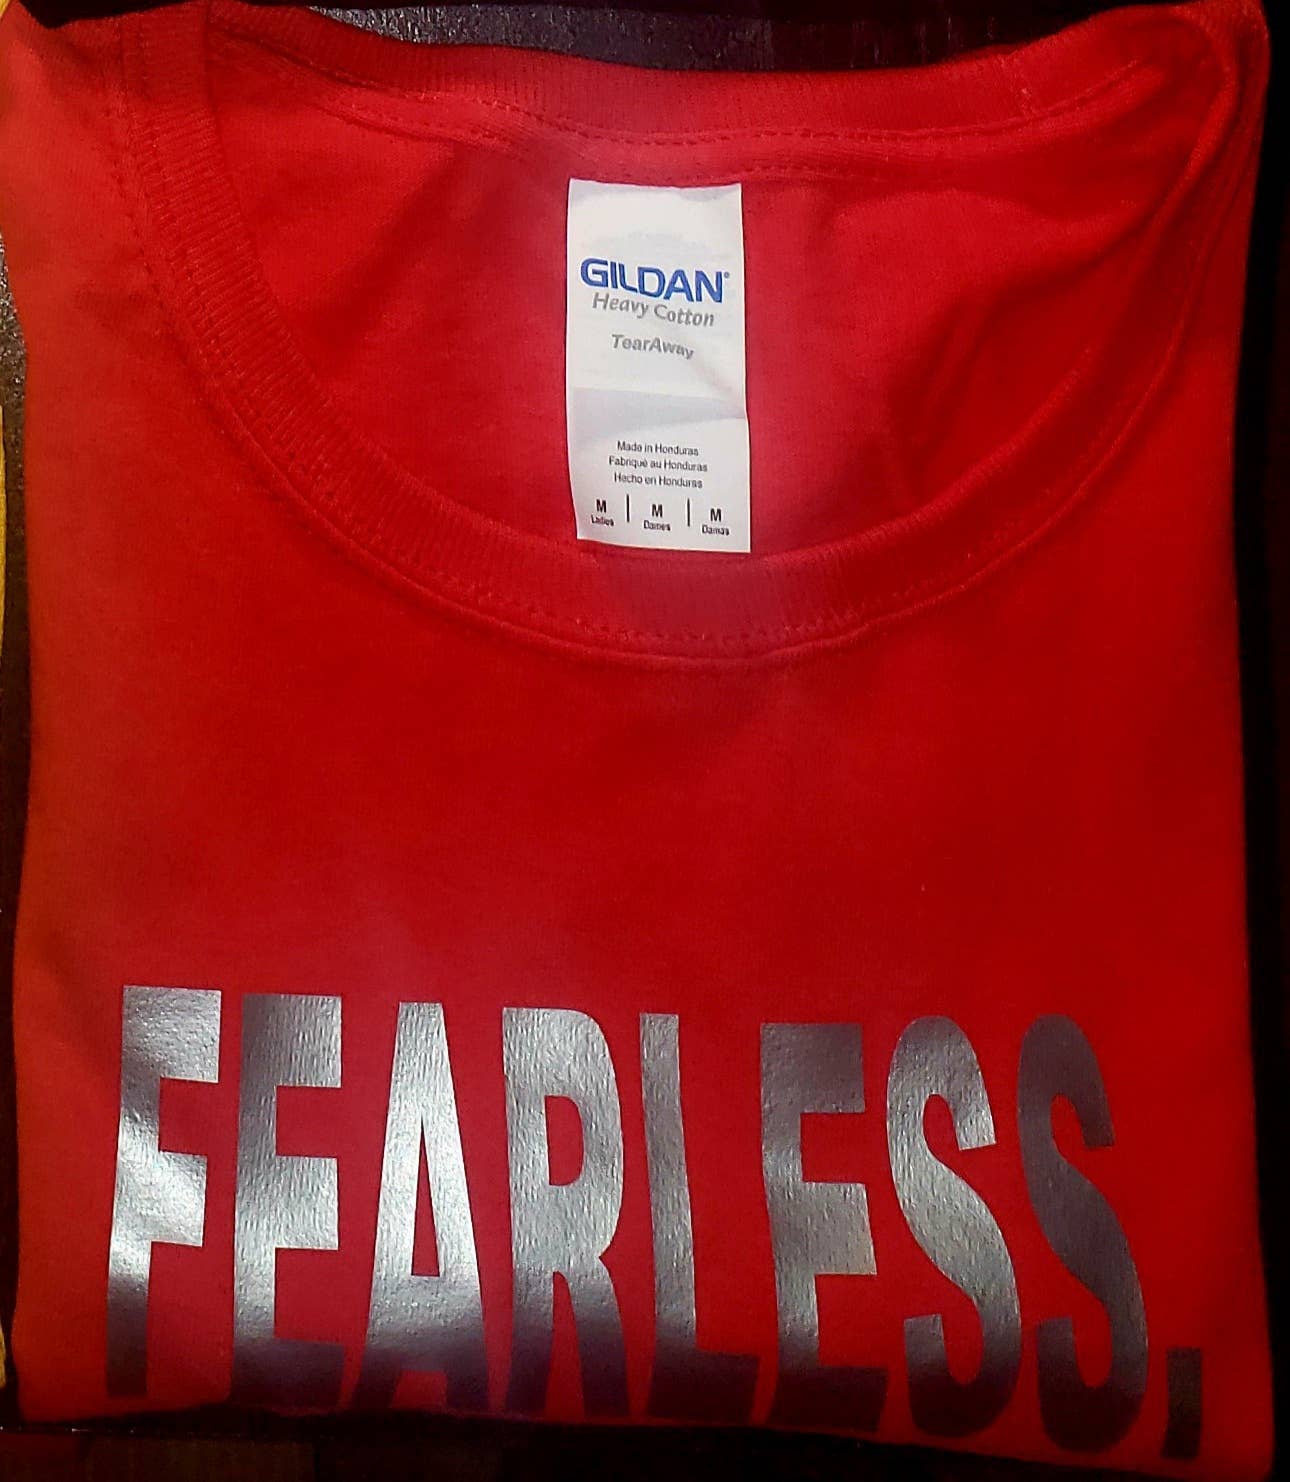 GILDAN®
Heavy Cotton
TearAway
Made in Honduras
Fabriqué au Honduras
Hecho en Honduras
M | M | M
Ladies Dames Damas
FEARLESS.